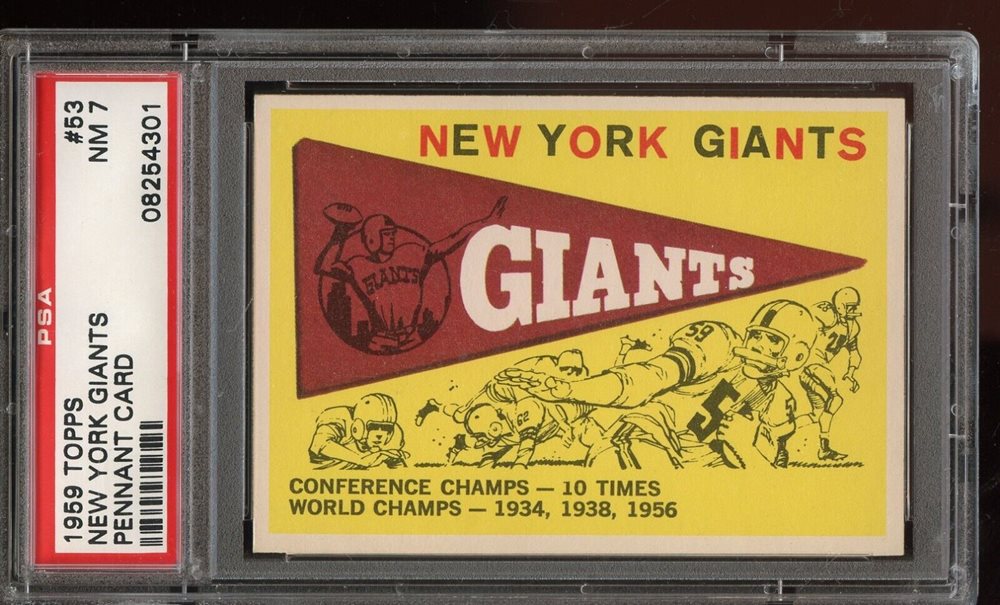 1959 TOPPS
NEW YORK GIANTS
PENNANT CARD
#53
NM 7
08254301
PSA
NEW YORK GIANTS
GIANTS
GIANTS
59
62
5
CONFERENCE CHAMPS — 10 TIMES
WORLD CHAMPS — 1934, 1938, 1956